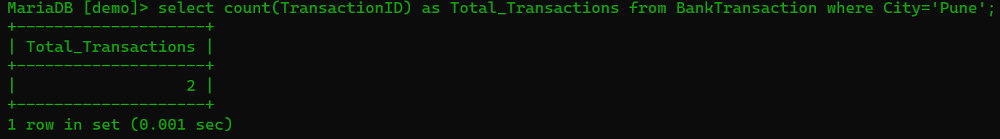 MariaDB [demo]> select count(TransactionID) as Total_Transactions from BankTransaction where City='Pune';
+--------------------+
| Total_Transactions |
+--------------------+
|                  2 |
+--------------------+
1 row in set (0.001 sec)